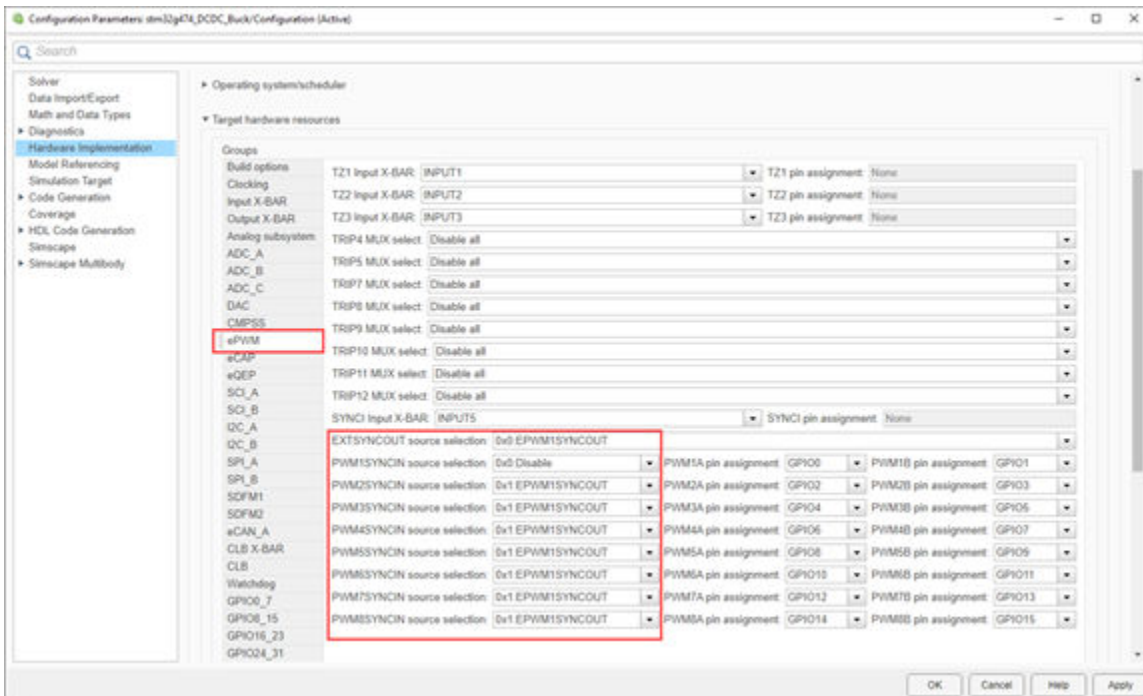 Configuration Parameters: stm32g474_DCDC_Buck/Configuration (Active)
Search
Solver
Data Import/Export
Math and Data Types
Diagnostics
Hardware Implementation
Model Referencing
Simulation Target
Code Generation
Coverage
HDL Code Generation
Simscape
Simscape Multibody
Operating system/scheduler
Target hardware resources
Groups
Build options
Clocking
Input X-BAR
Output X-BAR
Analog subsystem
ADC_A
ADC_B
ADC_C
DAC
CMPSS
ePWM
eCAP
eQEP
SCI_A
SCI_B
I2C_A
I2C_B
SPI_A
SPI_B
SDFM1
SDFM2
eCAN_A
CLB X-BAR
CLB
Watchdog
GPIO0_7
GPIO8_15
GPIO16_23
GPIO24_31
TZ1 Input X-BAR: INPUT1 TZ1 pin assignment: None
TZ2 Input X-BAR: INPUT2 TZ2 pin assignment: None
TZ3 Input X-BAR: INPUT3 TZ3 pin assignment: None
TRIP4 MUX select: Disable all
TRIP5 MUX select: Disable all
TRIP7 MUX select: Disable all
TRIP8 MUX select: Disable all
TRIP9 MUX select: Disable all
TRIP10 MUX select: Disable all
TRIP11 MUX select: Disable all
TRIP12 MUX select: Disable all
SYNCI Input X-BAR: INPUT5 SYNCI pin assignment: None
EXTSYNCOUT source selection: 0x0:EPWM1SYNCOUT
PWM1SYNCIN source selection: 0x0:Disable PWM1A pin assignment: GPIO0 PWM1B pin assignment: GPIO1
PWM2SYNCIN source selection: 0x1:EPWM1SYNCOUT PWM2A pin assignment: GPIO2 PWM2B pin assignment: GPIO3
PWM3SYNCIN source selection: 0x1:EPWM1SYNCOUT PWM3A pin assignment: GPIO4 PWM3B pin assignment: GPIO5
PWM4SYNCIN source selection: 0x1:EPWM1SYNCOUT PWM4A pin assignment: GPIO6 PWM4B pin assignment: GPIO7
PWM5SYNCIN source selection: 0x1:EPWM1SYNCOUT PWM5A pin assignment: GPIO8 PWM5B pin assignment: GPIO9
PWM6SYNCIN source selection: 0x1:EPWM1SYNCOUT PWM6A pin assignment: GPIO10 PWM6B pin assignment: GPIO11
PWM7SYNCIN source selection: 0x1:EPWM1SYNCOUT PWM7A pin assignment: GPIO12 PWM7B pin assignment: GPIO13
PWM8SYNCIN source selection: 0x1:EPWM1SYNCOUT PWM8A pin assignment: GPIO14 PWM8B pin assignment: GPIO15
OK Cancel Help Apply